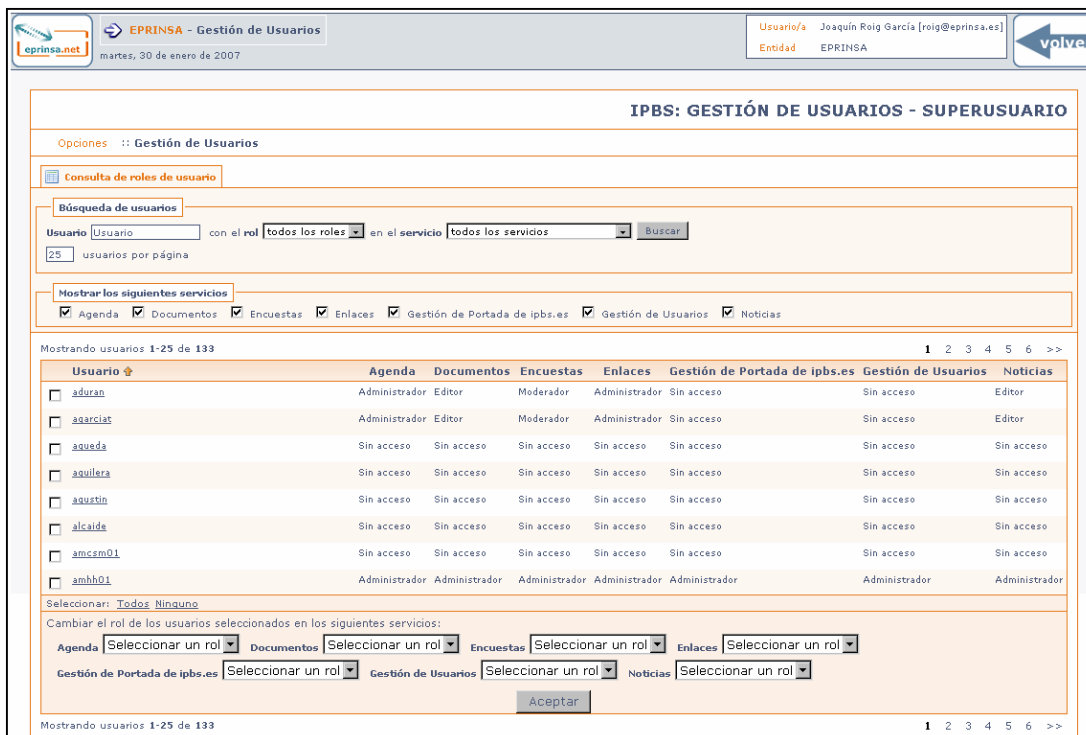 eprinsa.net
EPRINSA - Gestión de Usuarios
martes, 30 de enero de 2007
Usuario/a Joaquín Roig García [roig@eprinsa.es]
Entidad EPRINSA
volve
IPBS: GESTIÓN DE USUARIOS - SUPERUSUARIO
Opciones :: Gestión de Usuarios
Consulta de roles de usuario
Búsqueda de usuarios
Usuario Usuario con el rol todos los roles en el servicio todos los servicios Buscar
25 usuarios por página
Mostrar los siguientes servicios
Agenda Documentos Encuestas Enlaces Gestión de Portada de ipbs.es Gestión de Usuarios Noticias
Mostrando usuarios 1-25 de 133 1 2 3 4 5 6 >>
Usuario Agenda Documentos Encuestas Enlaces Gestión de Portada de ipbs.es Gestión de Usuarios Noticias
aduran Administrador Editor Moderador Administrador Sin acceso Sin acceso Editor
agarciat Administrador Editor Moderador Administrador Sin acceso Sin acceso Editor
agueda Sin acceso Sin acceso Sin acceso Sin acceso Sin acceso Sin acceso Sin acceso
aguilera Sin acceso Sin acceso Sin acceso Sin acceso Sin acceso Sin acceso Sin acceso
agustin Sin acceso Sin acceso Sin acceso Sin acceso Sin acceso Sin acceso Sin acceso
alcaide Sin acceso Sin acceso Sin acceso Sin acceso Sin acceso Sin acceso Sin acceso
amcsm01 Sin acceso Sin acceso Sin acceso Sin acceso Sin acceso Sin acceso Sin acceso
amhh01 Administrador Administrador Administrador Administrador Administrador Administrador Administrador
Seleccionar: Todos Ninguno
Cambiar el rol de los usuarios seleccionados en los siguientes servicios:
Agenda Seleccionar un rol Documentos Seleccionar un rol Encuestas Seleccionar un rol Enlaces Seleccionar un rol
Gestión de Portada de ipbs.es Seleccionar un rol Gestión de Usuarios Seleccionar un rol Noticias Seleccionar un rol
Aceptar
Mostrando usuarios 1-25 de 133 1 2 3 4 5 6 >>